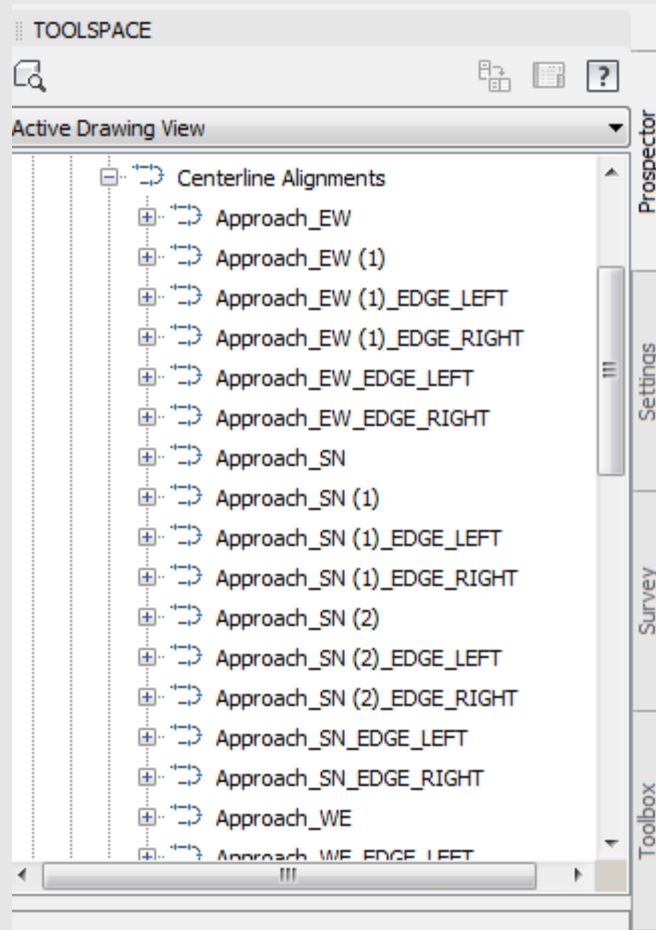 TOOLSPACE
?
Active Drawing View
Centerline Alignments
Approach_EW
Approach_EW (1)
Approach_EW (1)_EDGE_LEFT
Approach_EW (1)_EDGE_RIGHT
Approach_EW_EDGE_LEFT
Approach_EW_EDGE_RIGHT
Approach_SN
Approach_SN (1)
Approach_SN (1)_EDGE_LEFT
Approach_SN (1)_EDGE_RIGHT
Approach_SN (2)
Approach_SN (2)_EDGE_LEFT
Approach_SN (2)_EDGE_RIGHT
Approach_SN_EDGE_LEFT
Approach_SN_EDGE_RIGHT
Approach_WE
Approach_WE_EDGE_LEFT
Prospector
Settings
Survey
Toolbox